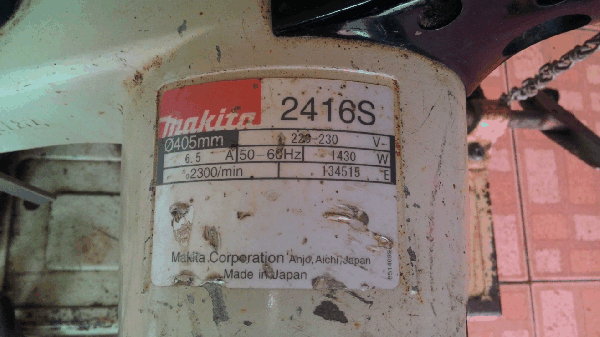 makita 2416S
Ø405mm 220-230 V~
6.5 A 50-60Hz 1430 W
2300/min 134515 E
Makita Corporation Anjo, Aichi, Japan
Made in Japan